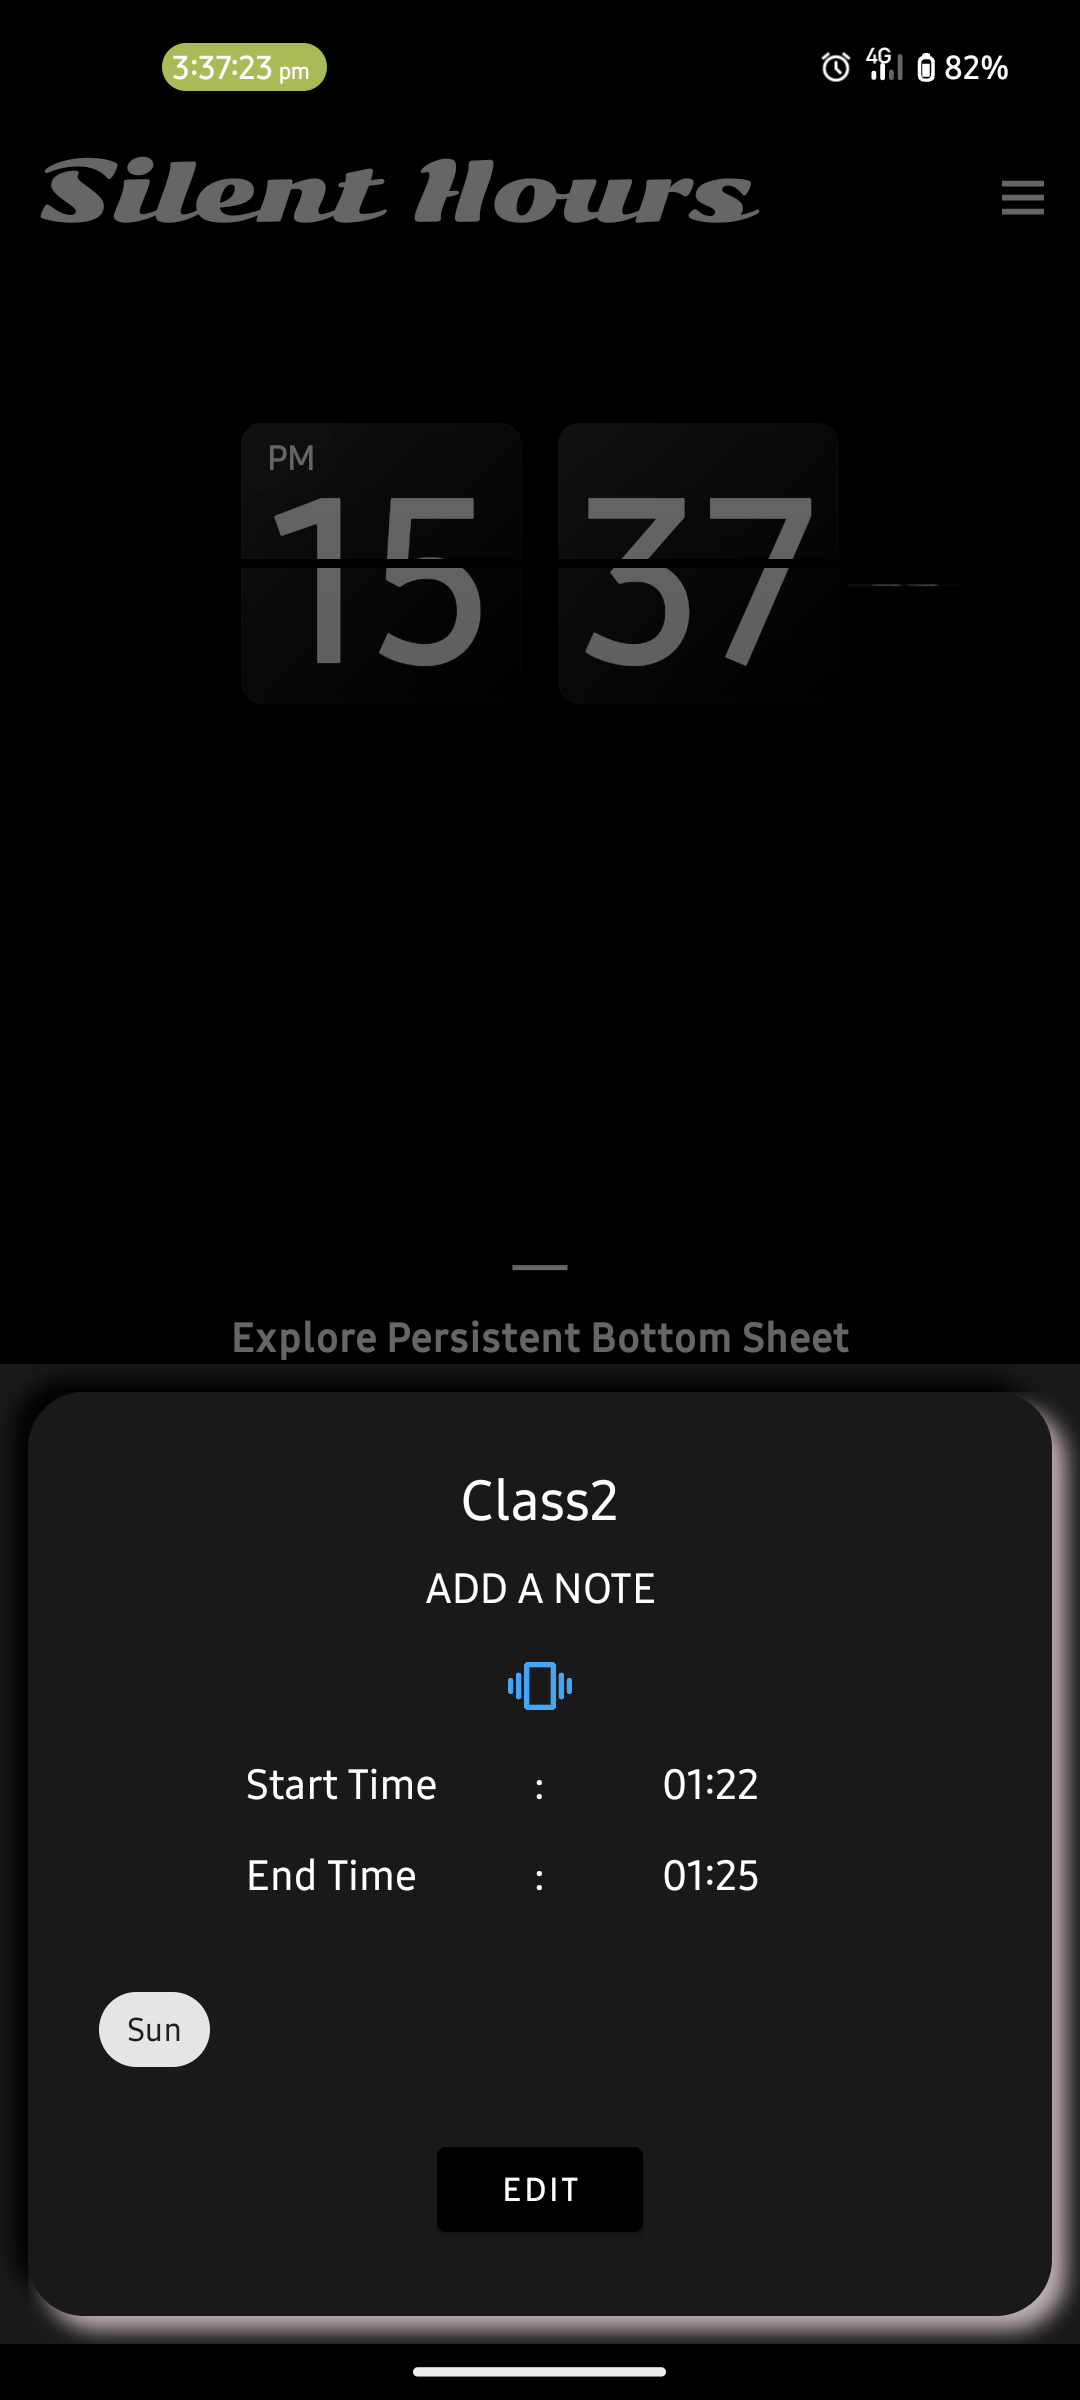 3:37:23 pm
4G
82%
Silent Hours
PM
15 37
Explore Persistent Bottom Sheet
Class2
ADD A NOTE
Start Time : 01:22
End Time : 01:25
Sun
EDIT